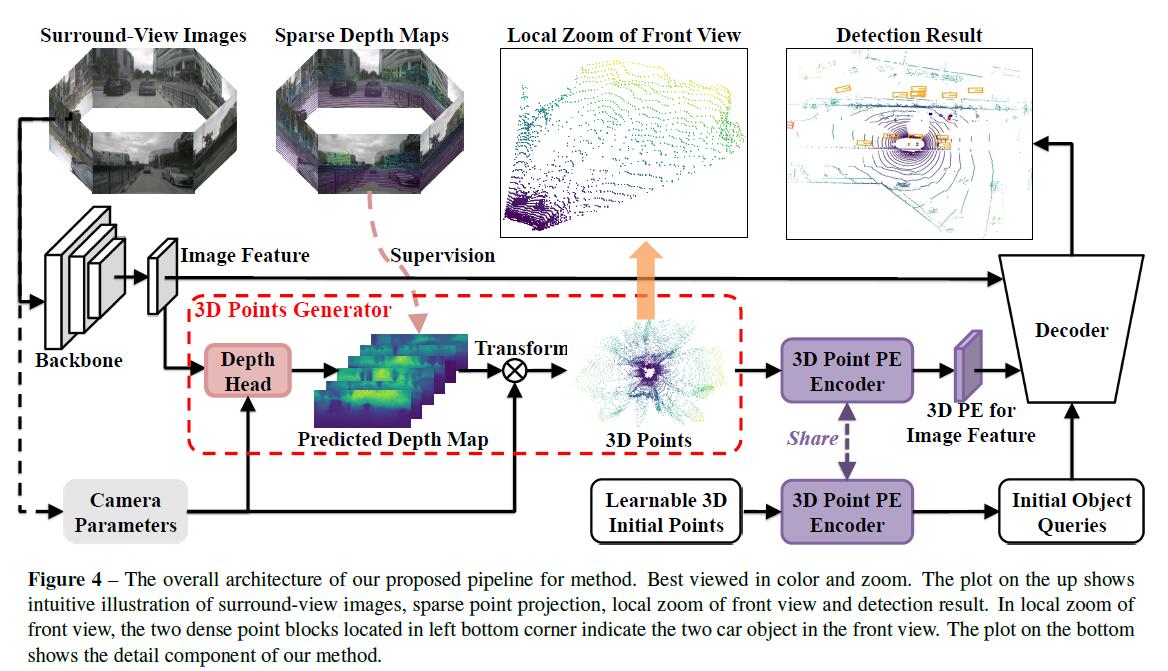 Surround-View Images
Sparse Depth Maps
Local Zoom of Front View
Detection Result
Image Feature
Supervision
Backbone
3D Points Generator
Depth
Head
Predicted Depth Map
Transform
3D Points
3D Point PE
Encoder
3D PE for
Image Feature
Decoder
Share
Camera
Parameters
Learnable 3D
Initial Points
3D Point PE
Encoder
Initial Object
Queries
Figure 4 – The overall architecture of our proposed pipeline for method. Best viewed in color and zoom. The plot on the up shows
intuitive illustration of surround-view images, sparse point projection, local zoom of front view and detection result. In local zoom of
front view, the two dense point blocks located in left bottom corner indicate the two car object in the front view. The plot on the bottom
shows the detail component of our method.